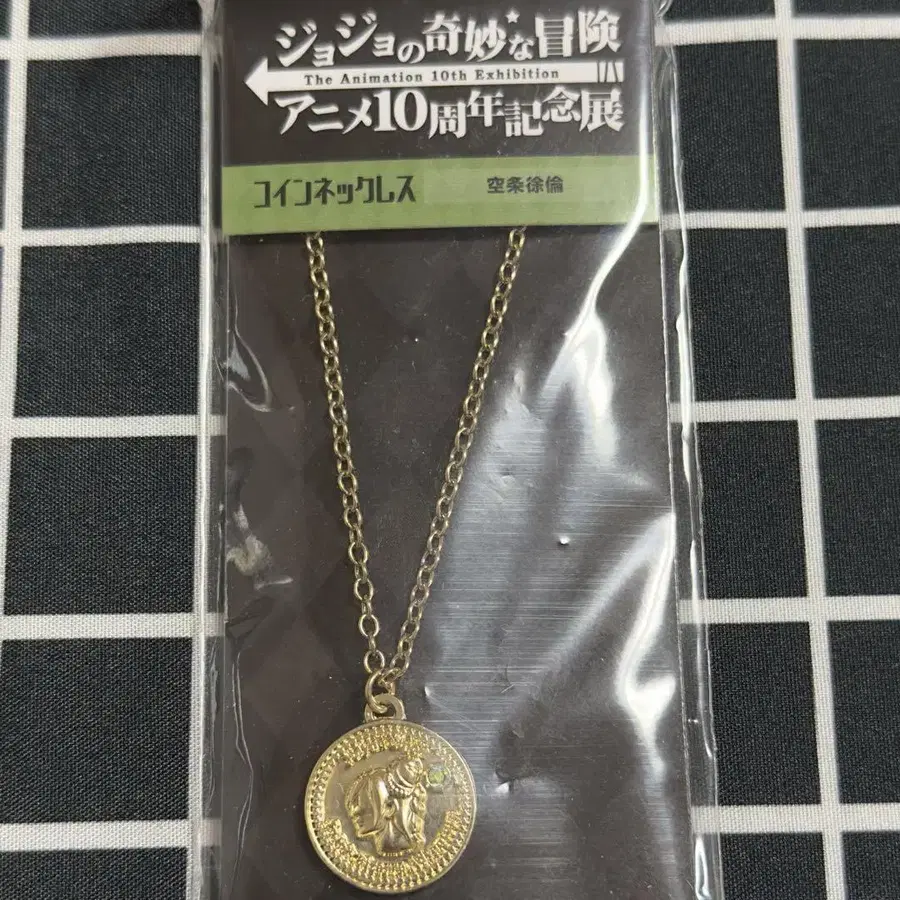 ジョジョの奇妙な冒険
The Animation 10th Exhibition
アニメ10周年記念展
コインネックレス 空条徐倫